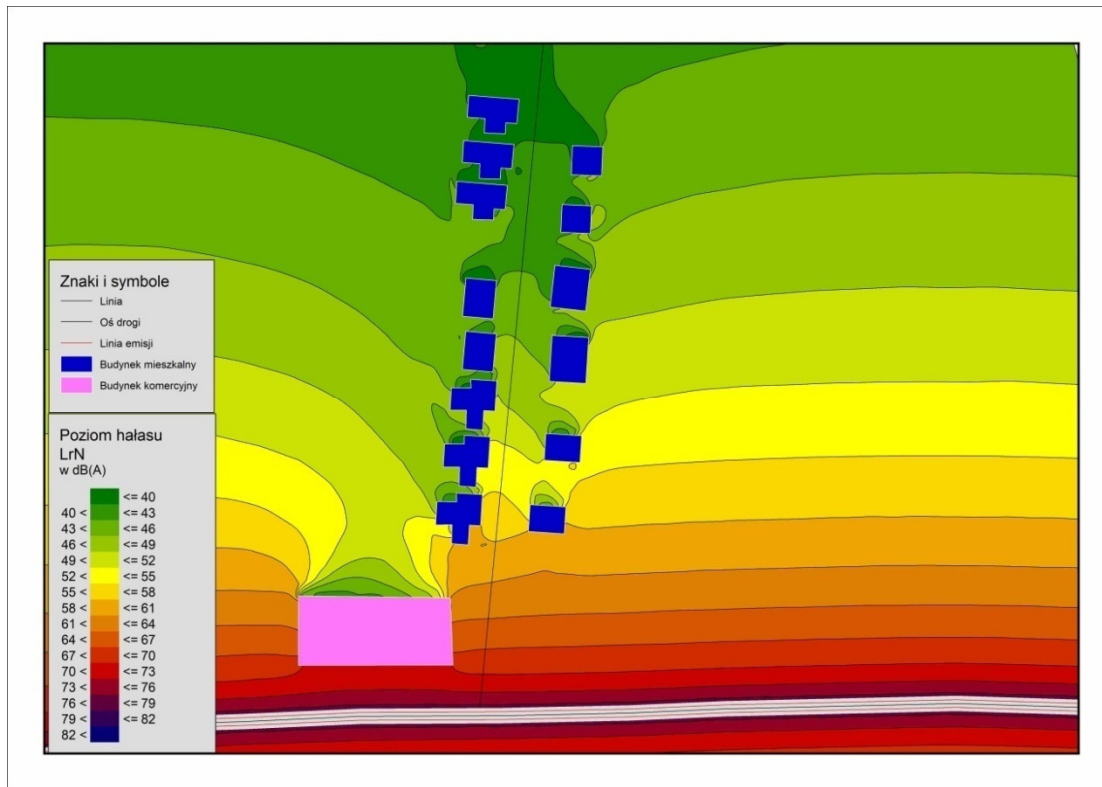 Znaki i symbole
Linia
Oś drogi
Linia emisji
Budynek mieszkalny
Budynek komercyjny
Poziom hałasu
LrN
w dB(A)
<= 40
40 < <= 43
43 < <= 46
46 < <= 49
49 < <= 52
52 < <= 55
55 < <= 58
58 < <= 61
61 < <= 64
64 < <= 67
67 < <= 70
70 < <= 73
73 < <= 76
76 < <= 79
79 < <= 82
82 <